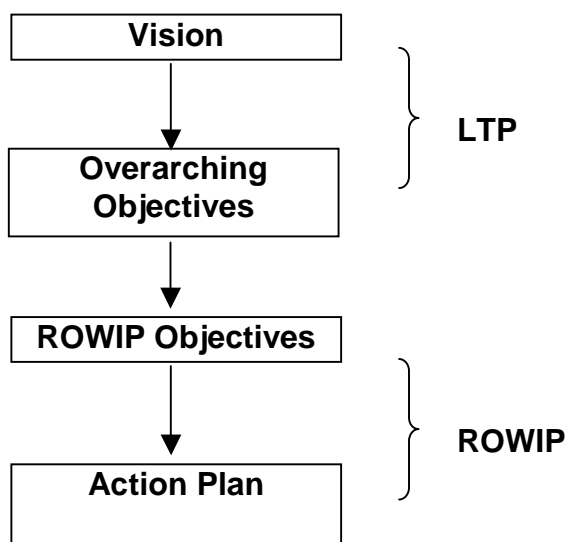 Vision
LTP
Overarching
Objectives
ROWIP Objectives
ROWIP
Action Plan